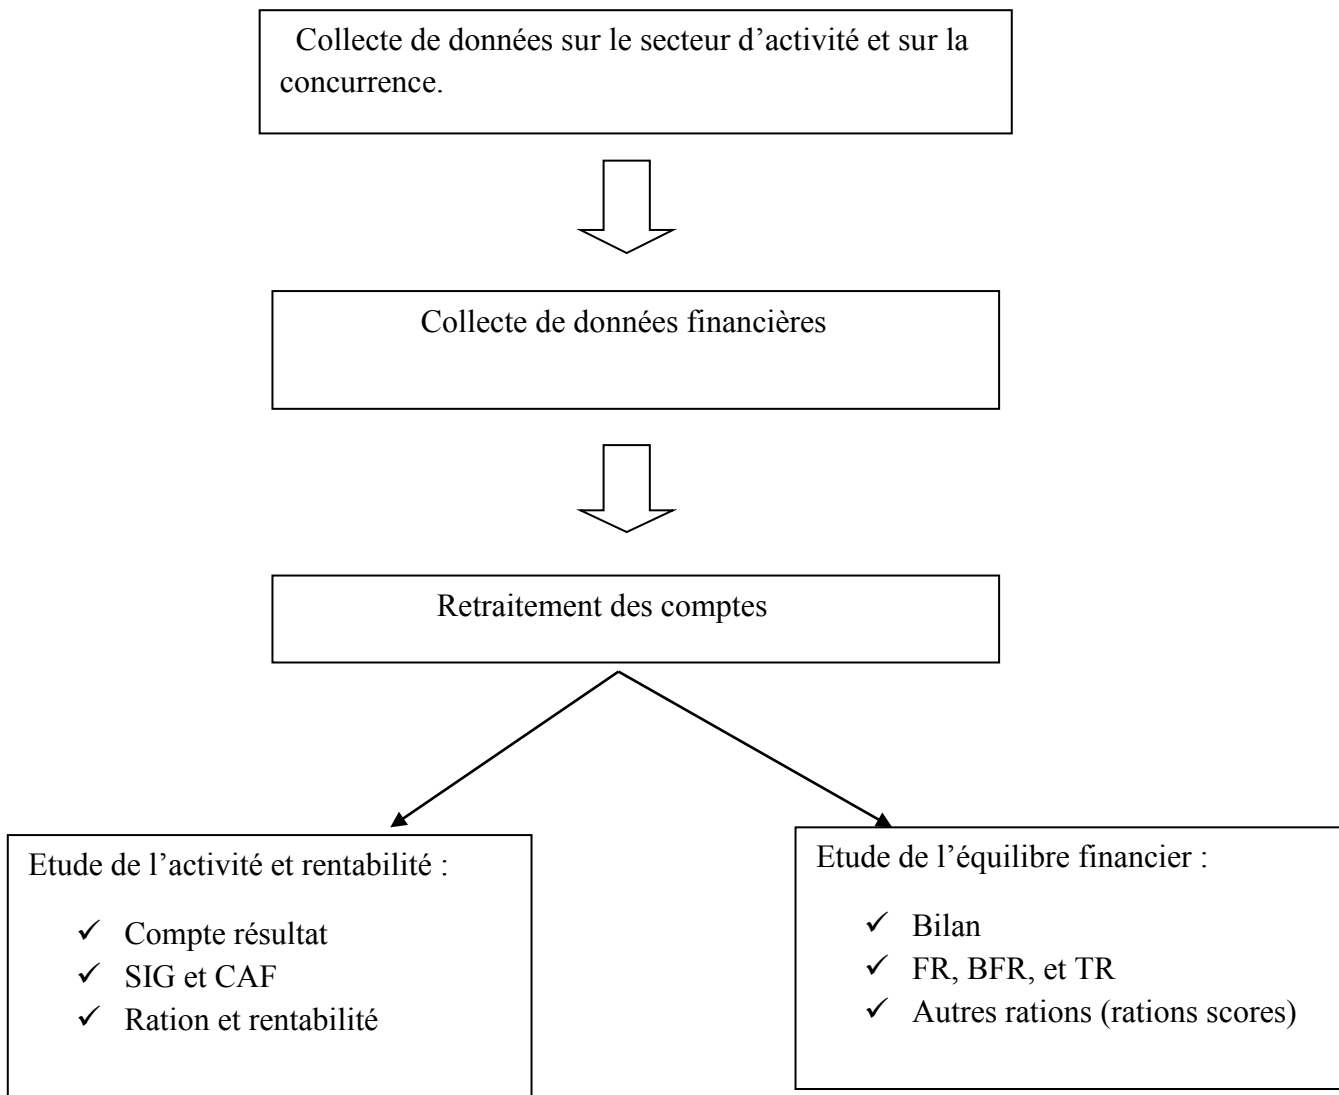 Collecte de données sur le secteur d’activité et sur la
concurrence.
Collecte de données financières
Retraitement des comptes
Etude de l’activité et rentabilité :
✓ Compte résultat
✓ SIG et CAF
✓ Ration et rentabilité
Etude de l’équilibre financier :
✓ Bilan
✓ FR, BFR, et TR
✓ Autres rations (rations scores)